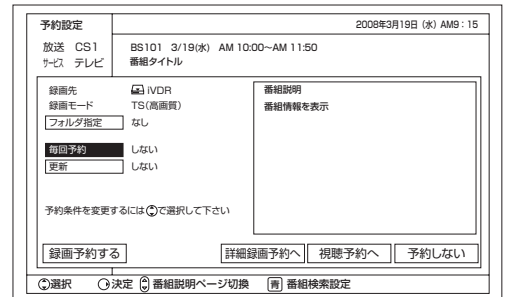 予約設定 2008年3月19日(水) AM9:15
放送 CS1 BS101 3/19(水) AM 10:00~AM 11:50
サービス テレビ 番組タイトル
録画先 iVDR 番組説明
録画モード TS(高画質) 番組情報を表示
フォルダ指定 なし
毎回予約 しない
更新 しない
予約条件を変更するにはで選択して下さい
録画予約する 詳細録画予約へ 視聴予約へ 予約しない
選択 決定 番組説明ページ切換 青 番組検索設定